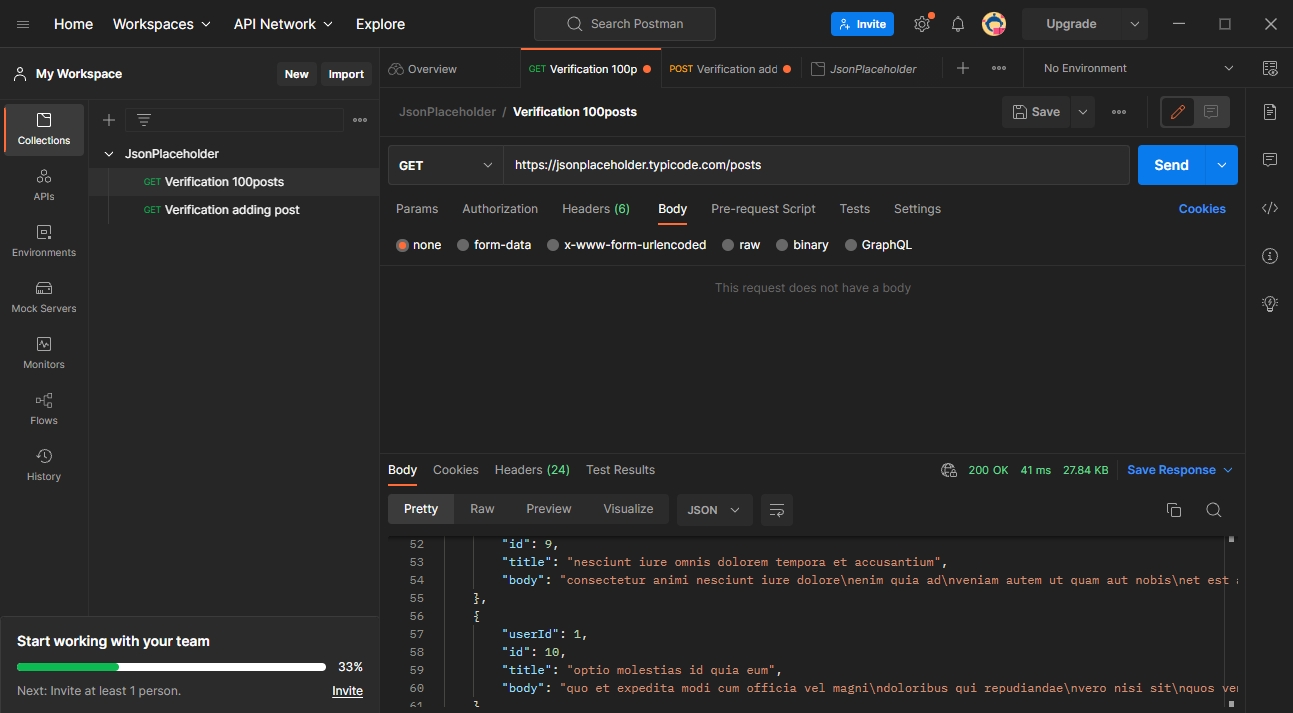 Home Workspaces API Network Explore Search Postman Invite Upgrade
My Workspace New Import
Overview GET Verification 100p POST Verification add JsonPlaceholder No Environment
JsonPlaceholder / Verification 100posts Save
Collections
APIs
Environments
Mock Servers
Monitors
Flows
History
JsonPlaceholder
GET Verification 100posts
GET Verification adding post
GET https://jsonplaceholder.typicode.com/posts Send
Params Authorization Headers (6) Body Pre-request Script Tests Settings Cookies
none form-data x-www-form-urlencoded raw binary GraphQL
This request does not have a body
Body Cookies Headers (24) Test Results 200 OK 41 ms 27.84 KB Save Response
Pretty Raw Preview Visualize JSON
52 "id": 9,
53 "title": "nesciunt iure omnis dolorem tempora et accusantium",
54 "body": "consectetur animi nesciunt iure dolore\nenim quia ad\nveniam autem ut quam aut nobis\net est
55 },
56 {
57 "userId": 1,
58 "id": 10,
59 "title": "optio molestias id quia eum",
60 "body": "quo et expedita modi cum officia vel magni\ndoloribus qui repudiandae\nvero nisi sit\nquos
61 }
Start working with your team
33%
Next: Invite at least 1 person. Invite